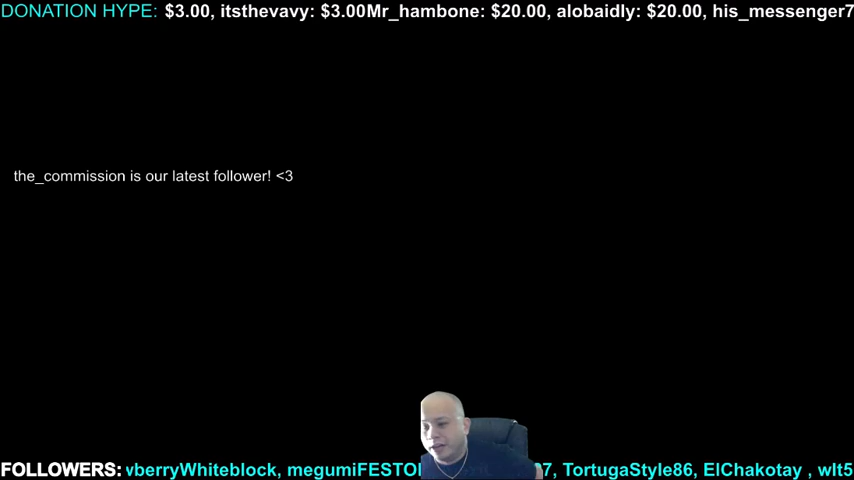 DONATION HYPE: $3.00, itsthevavy: $3.00Mr_hambone: $20.00, alobaidly: $20.00, his_messenger7
the_commission is our latest follower! <3
FOLLOWERS: vberryWhiteblock, megumiFESTO 7, TortugaStyle86, ElChakotay , wlt5